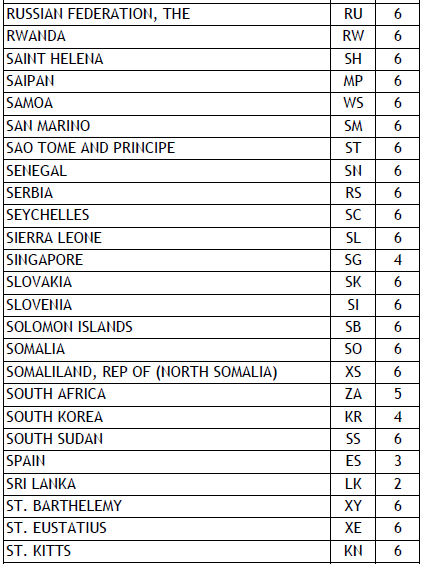 RUSSIAN FEDERATION, THE RU 6
RWANDA RW 6
SAINT HELENA SH 6
SAIPAN MP 6
SAMOA WS 6
SAN MARINO SM 6
SAO TOME AND PRINCIPE ST 6
SENEGAL SN 6
SERBIA RS 6
SEYCHELLES SC 6
SIERRA LEONE SL 6
SINGAPORE SG 4
SLOVAKIA SK 6
SLOVENIA SI 6
SOLOMON ISLANDS SB 6
SOMALIA SO 6
SOMALILAND, REP OF (NORTH SOMALIA) XS 6
SOUTH AFRICA ZA 5
SOUTH KOREA KR 4
SOUTH SUDAN SS 6
SPAIN ES 3
SRI LANKA LK 2
ST. BARTHELEMY XY 6
ST. EUSTATIUS XE 6
ST. KITTS KN 6